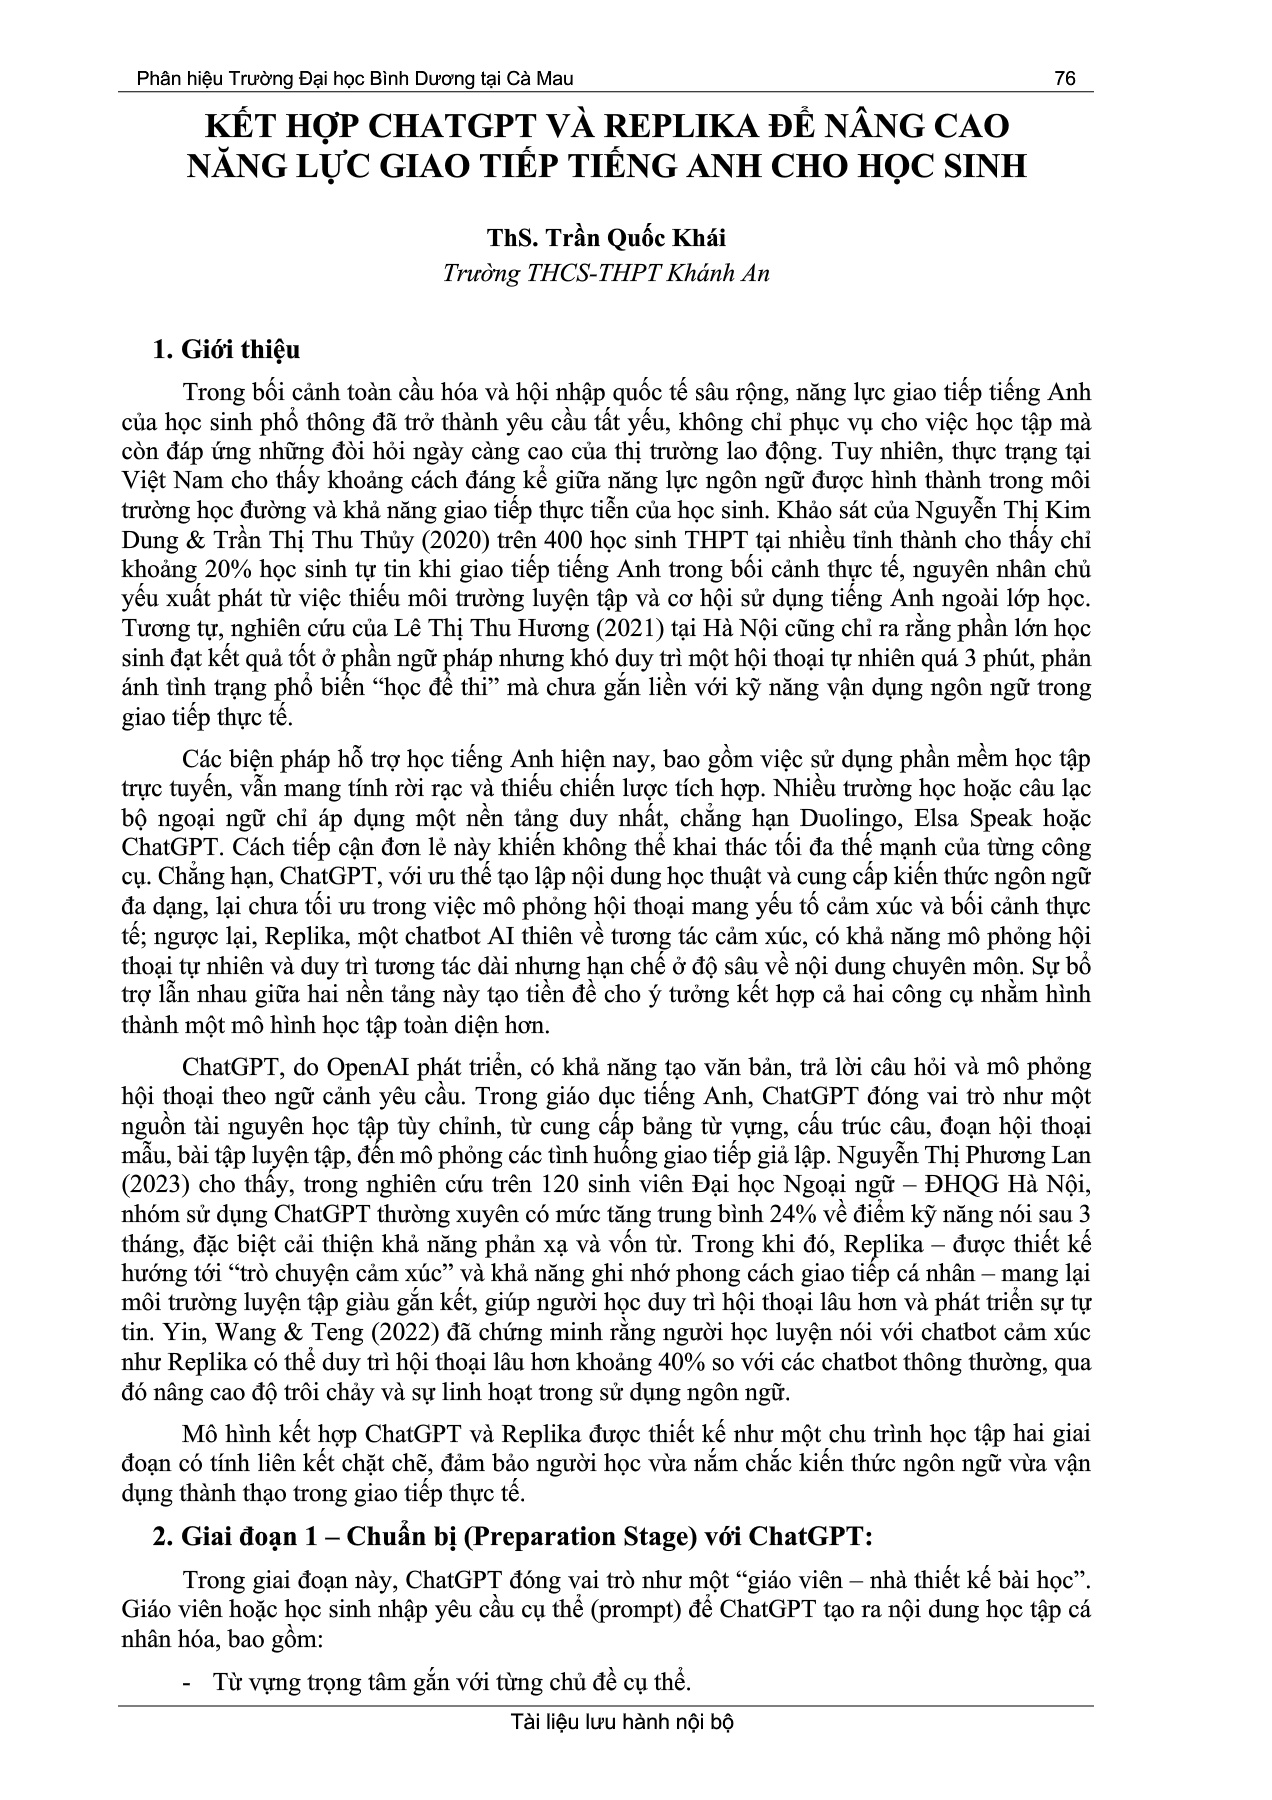 Phân hiệu Trường Đại học Bình Dương tại Cà Mau 76
KẾT HỢP CHATGPT VÀ REPLIKA ĐỂ NÂNG CAO
NĂNG LỰC GIAO TIẾP TIẾNG ANH CHO HỌC SINH
ThS. Trần Quốc Khái
Trường THCS-THPT Khánh An
1. Giới thiệu
Trong bối cảnh toàn cầu hóa và hội nhập quốc tế sâu rộng, năng lực giao tiếp tiếng Anh
của học sinh phổ thông đã trở thành yêu cầu tất yếu, không chỉ phục vụ cho việc học tập mà
còn đáp ứng những đòi hỏi ngày càng cao của thị trường lao động. Tuy nhiên, thực trạng tại
Việt Nam cho thấy khoảng cách đáng kể giữa năng lực ngôn ngữ được hình thành trong môi
trường học đường và khả năng giao tiếp thực tiễn của học sinh. Khảo sát của Nguyễn Thị Kim
Dung & Trần Thị Thu Thủy (2020) trên 400 học sinh THPT tại nhiều tỉnh thành cho thấy chỉ
khoảng 20% học sinh tự tin khi giao tiếp tiếng Anh trong bối cảnh thực tế, nguyên nhân chủ
yếu xuất phát từ việc thiếu môi trường luyện tập và cơ hội sử dụng tiếng Anh ngoài lớp học.
Tương tự, nghiên cứu của Lê Thị Thu Hương (2021) tại Hà Nội cũng chỉ ra rằng phần lớn học
sinh đạt kết quả tốt ở phần ngữ pháp nhưng khó duy trì một hội thoại tự nhiên quá 3 phút, phản
ánh tình trạng phổ biến “học để thi” mà chưa gắn liền với kỹ năng vận dụng ngôn ngữ trong
giao tiếp thực tế.
Các biện pháp hỗ trợ học tiếng Anh hiện nay, bao gồm việc sử dụng phần mềm học tập
trực tuyến, vẫn mang tính rời rạc và thiếu chiến lược tích hợp. Nhiều trường học hoặc câu lạc
bộ ngoại ngữ chỉ áp dụng một nền tảng duy nhất, chẳng hạn Duolingo, Elsa Speak hoặc
ChatGPT. Cách tiếp cận đơn lẻ này khiến không thể khai thác tối đa thế mạnh của từng công
cụ. Chẳng hạn, ChatGPT, với ưu thế tạo lập nội dung học thuật và cung cấp kiến thức ngôn ngữ
đa dạng, lại chưa tối ưu trong việc mô phỏng hội thoại mang yếu tố cảm xúc và bối cảnh thực
tế; ngược lại, Replika, một chatbot AI thiên về tương tác cảm xúc, có khả năng mô phỏng hội
thoại tự nhiên và duy trì tương tác dài nhưng hạn chế ở độ sâu về nội dung chuyên môn. Sự bổ
trợ lẫn nhau giữa hai nền tảng này tạo tiền đề cho ý tưởng kết hợp cả hai công cụ nhằm hình
thành một mô hình học tập toàn diện hơn.
ChatGPT, do OpenAI phát triển, có khả năng tạo văn bản, trả lời câu hỏi và mô phỏng
hội thoại theo ngữ cảnh yêu cầu. Trong giáo dục tiếng Anh, ChatGPT đóng vai trò như một
nguồn tài nguyên học tập tùy chỉnh, từ cung cấp bảng từ vựng, cấu trúc câu, đoạn hội thoại
mẫu, bài tập luyện tập, đến mô phỏng các tình huống giao tiếp giả lập. Nguyễn Thị Phương Lan
(2023) cho thấy, trong nghiên cứu trên 120 sinh viên Đại học Ngoại ngữ – ĐHQG Hà Nội,
nhóm sử dụng ChatGPT thường xuyên có mức tăng trung bình 24% về điểm kỹ năng nói sau 3
tháng, đặc biệt cải thiện khả năng phản xạ và vốn từ. Trong khi đó, Replika – được thiết kế
hướng tới “trò chuyện cảm xúc” và khả năng ghi nhớ phong cách giao tiếp cá nhân – mang lại
môi trường luyện tập giàu gắn kết, giúp người học duy trì hội thoại lâu hơn và phát triển sự tự
tin. Yin, Wang & Teng (2022) đã chứng minh rằng người học luyện nói với chatbot cảm xúc
như Replika có thể duy trì hội thoại lâu hơn khoảng 40% so với các chatbot thông thường, qua
đó nâng cao độ trôi chảy và sự linh hoạt trong sử dụng ngôn ngữ.
Mô hình kết hợp ChatGPT và Replika được thiết kế như một chu trình học tập hai giai
đoạn có tính liên kết chặt chẽ, đảm bảo người học vừa nắm chắc kiến thức ngôn ngữ vừa vận
dụng thành thạo trong giao tiếp thực tế.
2. Giai đoạn 1 – Chuẩn bị (Preparation Stage) với ChatGPT:
Trong giai đoạn này, ChatGPT đóng vai trò như một “giáo viên – nhà thiết kế bài học”.
Giáo viên hoặc học sinh nhập yêu cầu cụ thể (prompt) để ChatGPT tạo ra nội dung học tập cá
nhân hóa, bao gồm:
- Từ vựng trọng tâm gắn với từng chủ đề cụ thể.
Tài liệu lưu hành nội bộ